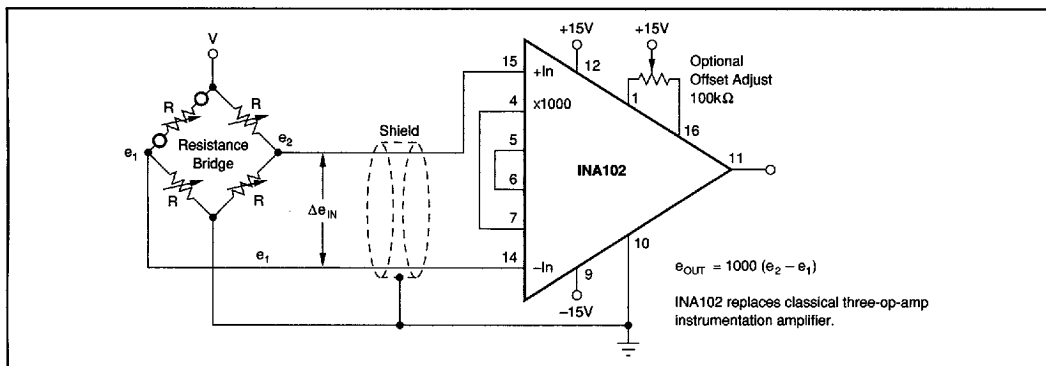 V
R
R
Resistance
Bridge
R
R
e1
e2
ΔeIN
e1
Shield
15
+In
4
x1000
5
6
7
14
–In
+15V
12
+15V
Optional
Offset Adjust
100kΩ
1
16
INA102
11
10
9
–15V
eOUT = 1000 (e2 – e1)
INA102 replaces classical three-op-amp
instrumentation amplifier.